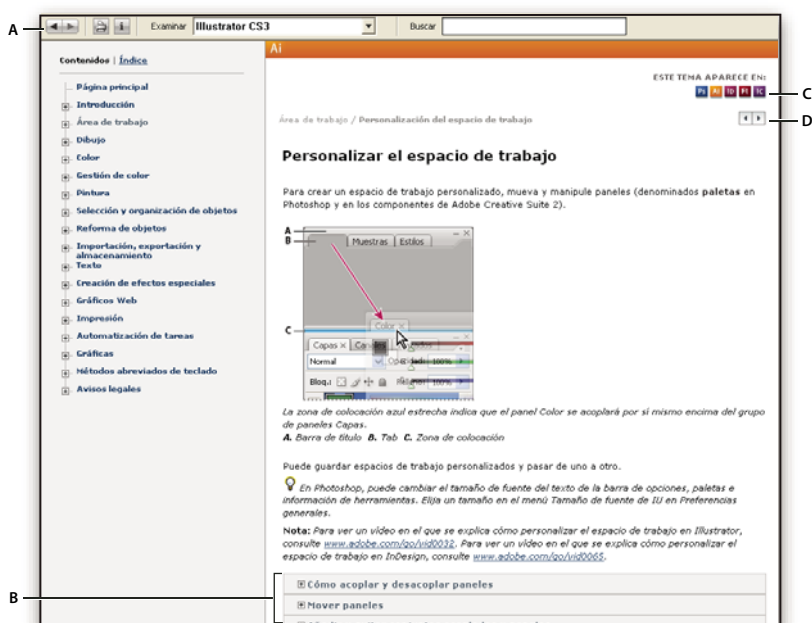 A
Examinar Illustrator CS3 Buscar
Contenidos | Índice
Página principal
Introducción
Área de trabajo
Dibujo
Color
Gestión de color
Pintura
Selección y organización de objetos
Reforma de objetos
Importación, exportación y
almacenamiento
Texto
Creación de efectos especiales
Gráficos Web
Impresión
Automatización de tareas
Gráficas
Métodos abreviados de teclado
Avisos legales
Ai
ESTE TEMA APARECE EN:
Ps Ai ID Fl IC
C
Área de trabajo / Personalización del espacio de trabajo
D
Personalizar el espacio de trabajo
Para crear un espacio de trabajo personalizado, mueva y manipule paneles (denominados paletas en
Photoshop y en los componentes de Adobe Creative Suite 2).
A
B
Muestras Estilos
Color
C
Capas
Normal 100%
Bloq.: 100%
La zona de colocación azul estrecha indica que el panel Color se acoplará por sí mismo encima del grupo
de paneles Capas.
A. Barra de título B. Tab C. Zona de colocación
Puede guardar espacios de trabajo personalizados y pasar de uno a otro.
En Photoshop, puede cambiar el tamaño de fuente del texto de la barra de opciones, paletas e
información de herramientas. Elija un tamaño en el menú Tamaño de fuente de IU en Preferencias
generales.
Nota: Para ver un vídeo en el que se explica cómo personalizar el espacio de trabajo en Illustrator,
consulte www.adobe.com/go/vid0032. Para ver un vídeo en el que se explica cómo personalizar el
espacio de trabajo en InDesign, consulte www.adobe.com/go/vid0065.
B
Cómo acoplar y desacoplar paneles
Mover paneles